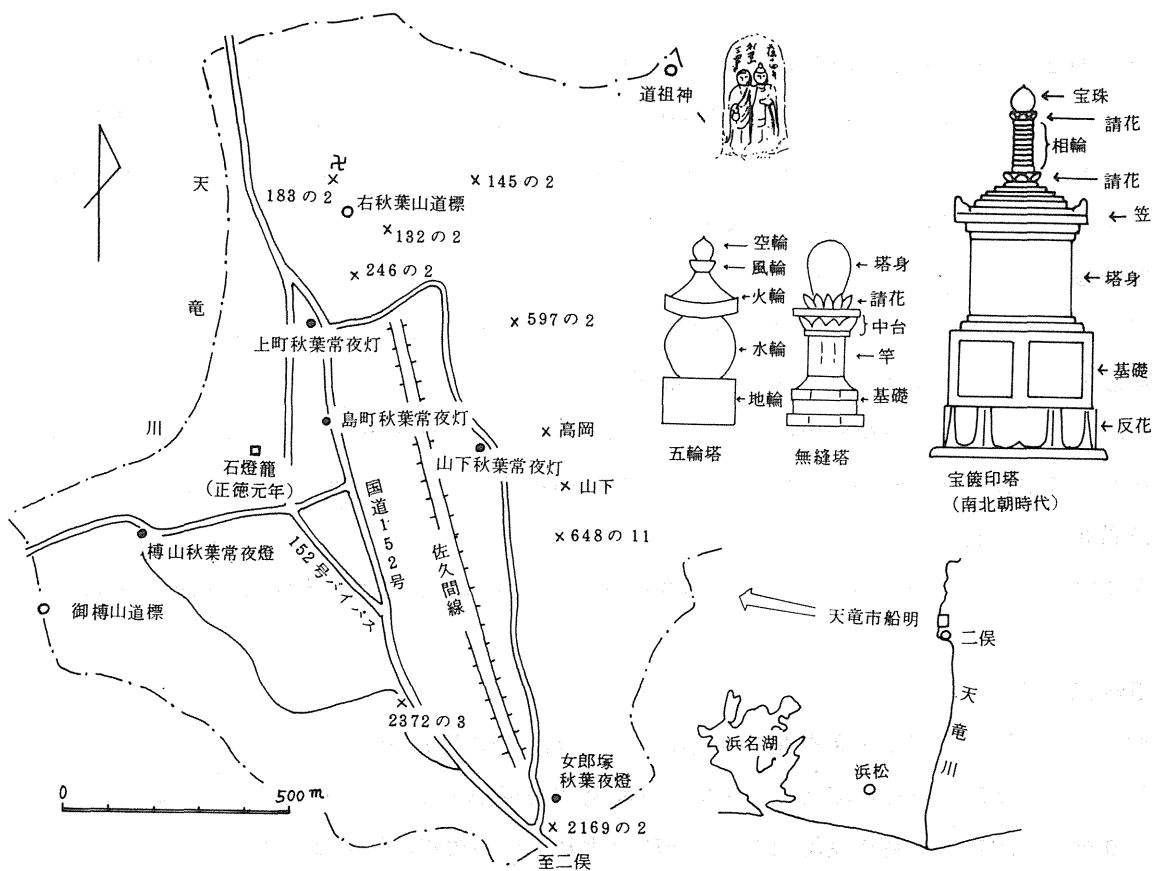 道祖神
卍
183の2
145の2
右秋葉山道標
132の2
246の2
597の2
天竜川
上町秋葉常夜灯
島町秋葉常夜灯
山下秋葉常夜灯
高岡
山下
648の11
石燈籠
(正徳元年)
国道152号
佐久間線
152号バイパス
榑山秋葉常夜燈
御榑山道標
2372の3
女郎塚
秋葉夜燈
2169の2
至二俣
0 500m
空輪
風輪
火輪
水輪
地輪
五輪塔
塔身
請花
中台
竿
基礎
無縫塔
宝珠
請花
相輪
請花
笠
塔身
基礎
反花
宝篋印塔
(南北朝時代)
天竜市船明
二俣
天竜川
浜名湖
浜松